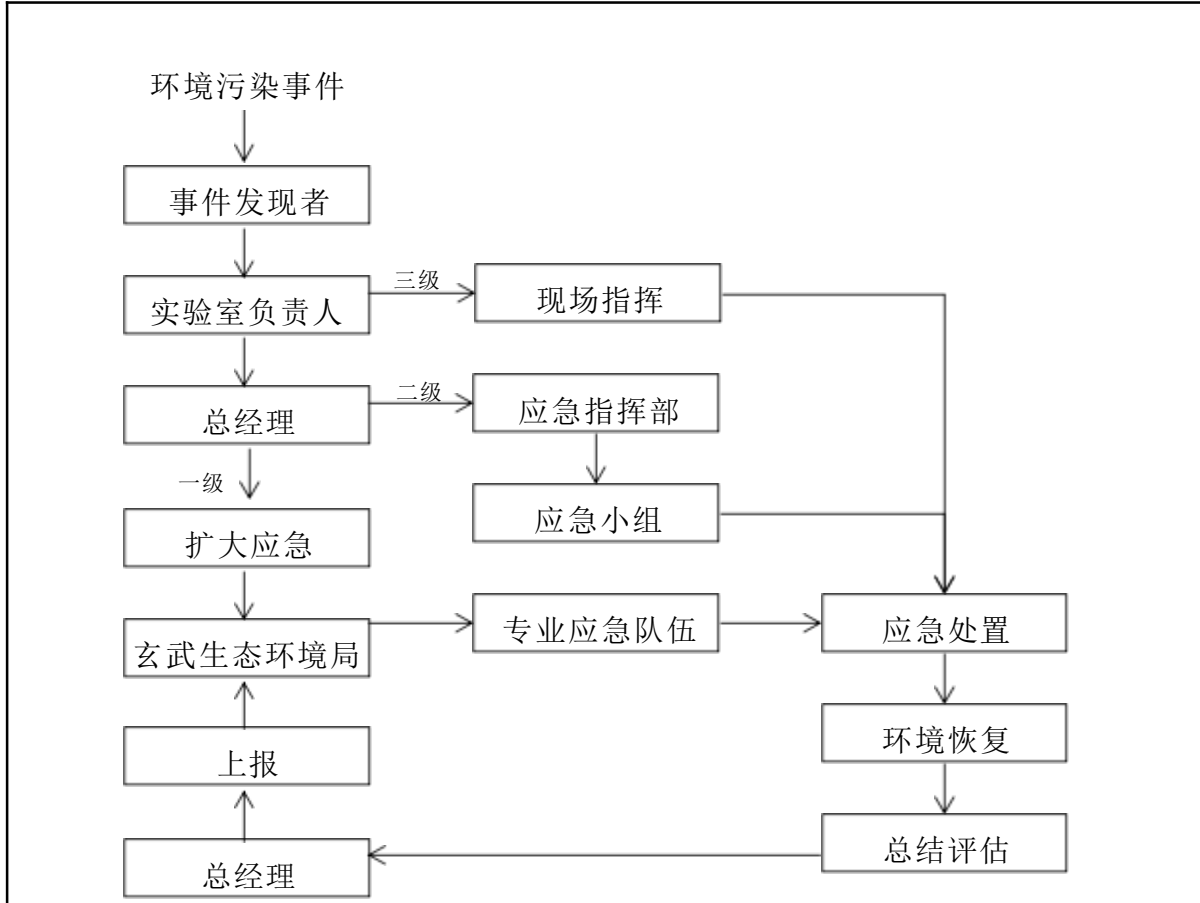 环境污染事件
事件发现者
实验室负责人
三级
现场指挥
总经理
二级
应急指挥部
一级
应急小组
扩大应急
玄武生态环境局
专业应急队伍
应急处置
上报
环境恢复
总经理
总结评估